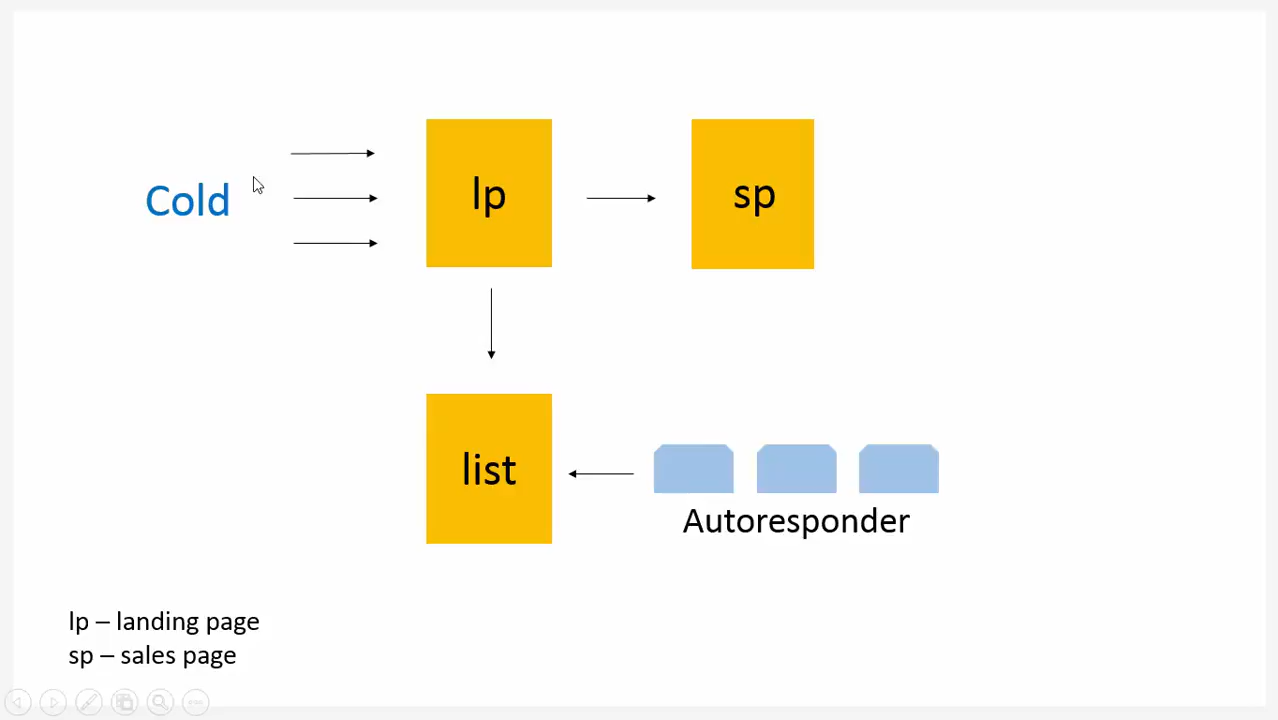 Cold
lp
sp
list
Autoresponder
lp – landing page
sp – sales page